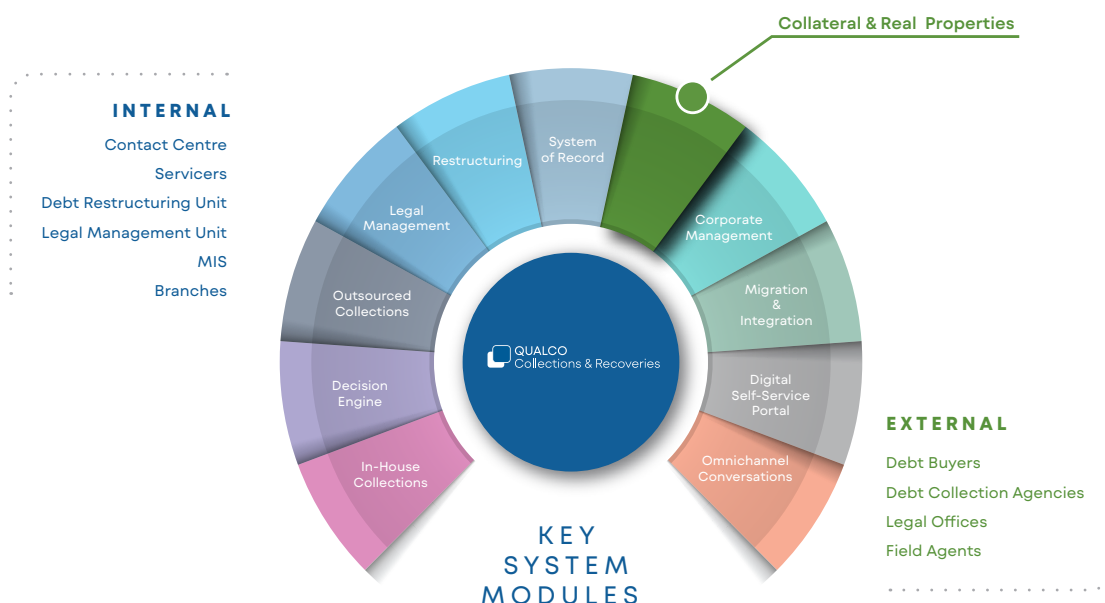 Collateral & Real Properties
INTERNAL
Contact Centre
Servicers
Debt Restructuring Unit
Legal Management Unit
MIS
Branches
System
of Record
Restructuring
Legal
Management
Corporate
Management
Outsourced
Collections
Migration
&
Integration
Decision
Engine
Digital
Self-Service
Portal
In-House
Collections
Omnichannel
Conversations
QUALCO
Collections & Recoveries
KEY
SYSTEM
MODULES
EXTERNAL
Debt Buyers
Debt Collection Agencies
Legal Offices
Field Agents